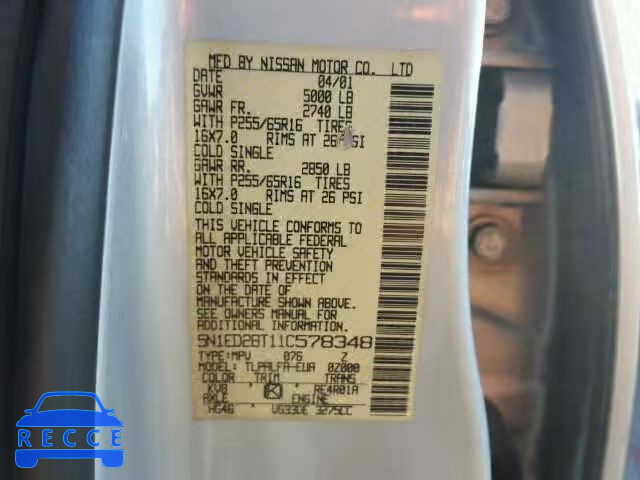 MFD BY NISSAN MOTOR CO. LTD
DATE 04/01
GVWR 5000 LB
GAWR FR. 2740 LB
WITH P255/65R16 TIRES
16X7.0 RIMS AT 26 PSI
COLD SINGLE
GAWR RR. 2850 LB
WITH P255/65R16 TIRES
16X7.0 RIMS AT 26 PSI
COLD SINGLE
THIS VEHICLE CONFORMS TO
ALL APPLICABLE FEDERAL
MOTOR VEHICLE SAFETY
AND THEFT PREVENTION
STANDARDS IN EFFECT
ON THE DATE OF
MANUFACTURE SHOWN ABOVE.
SEE OWNERS MANUAL FOR
ADDITIONAL INFORMATION.
5N1ED28T11C578348
TYPE:MPV 076 Z
MODEL: TLPALFA-EUA 0Z000
COLOR TRIM TRANS
KV8 K RE4R01A
AXLE ENGINE
HG46 VG33DE 3275CC
RECCE